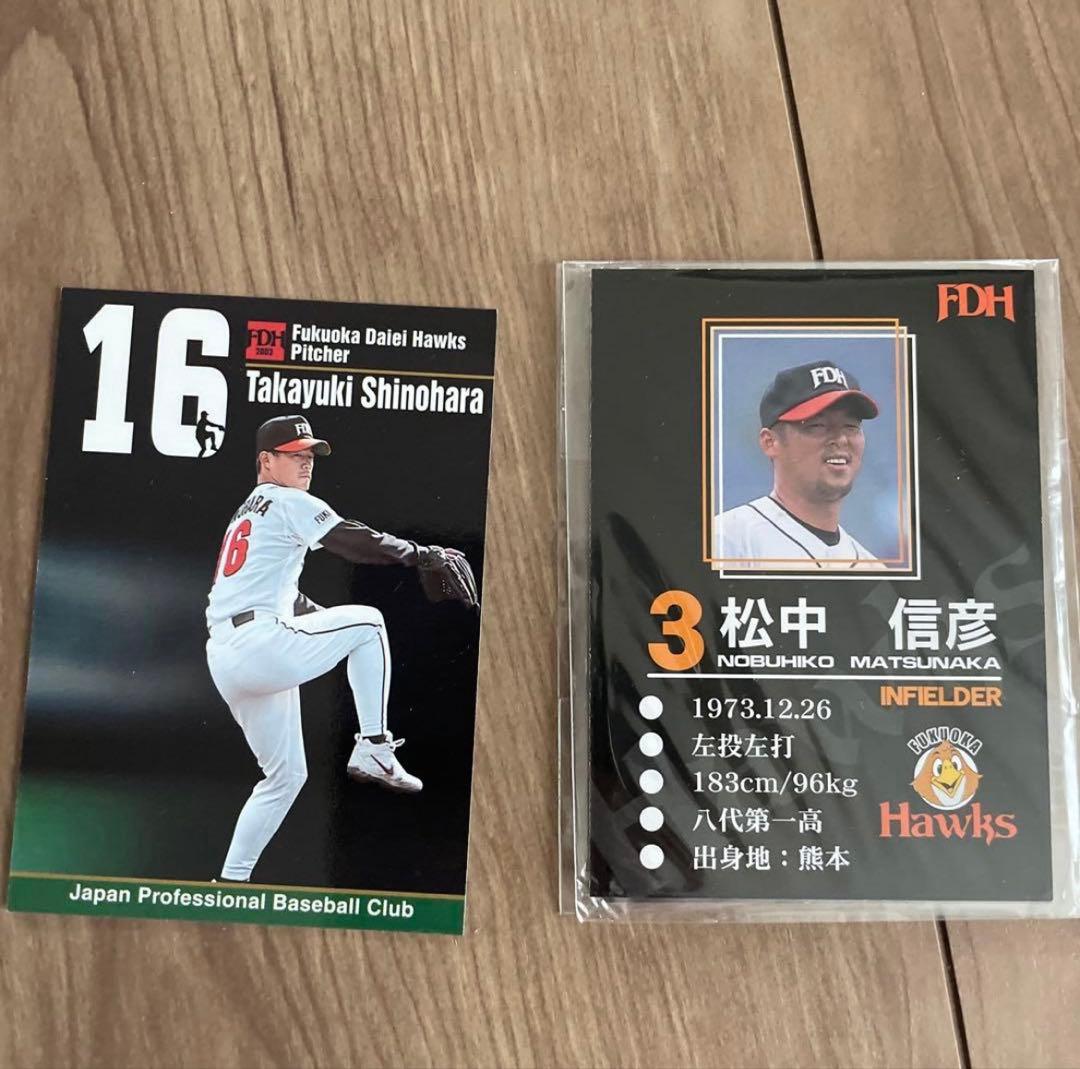 16
FDH
2003
Fukuoka Daiei Hawks
Pitcher
Takayuki Shinohara
FDH
16
Japan Professional Baseball Club
FDH
FDH
3 松中 信彦
NOBUHIKO MATSUNAKA
INFIELDER
1973.12.26
左投左打
183cm/96kg
八代第一高
出身地:熊本
FUKUOKA
Hawks